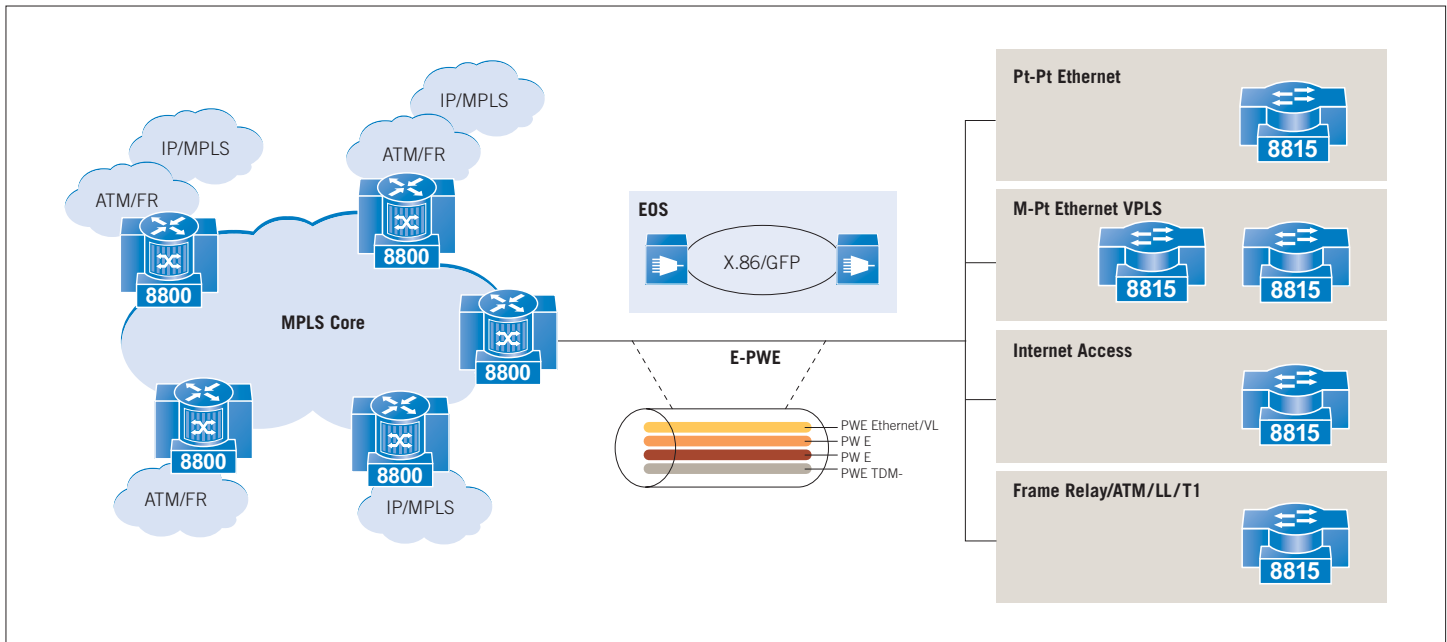 IP/MPLS
ATM/FR
IP/MPLS
ATM/FR
8800
8800
MPLS Core
8800
8800
ATM/FR
8800
IP/MPLS
EOS
X.86/GFP
E-PWE
PWE Ethernet/VL
PW E
PW E
PWE TDM-
Pt-Pt Ethernet
8815
M-Pt Ethernet VPLS
8815
8815
Internet Access
8815
Frame Relay/ATM/LL/T1
8815